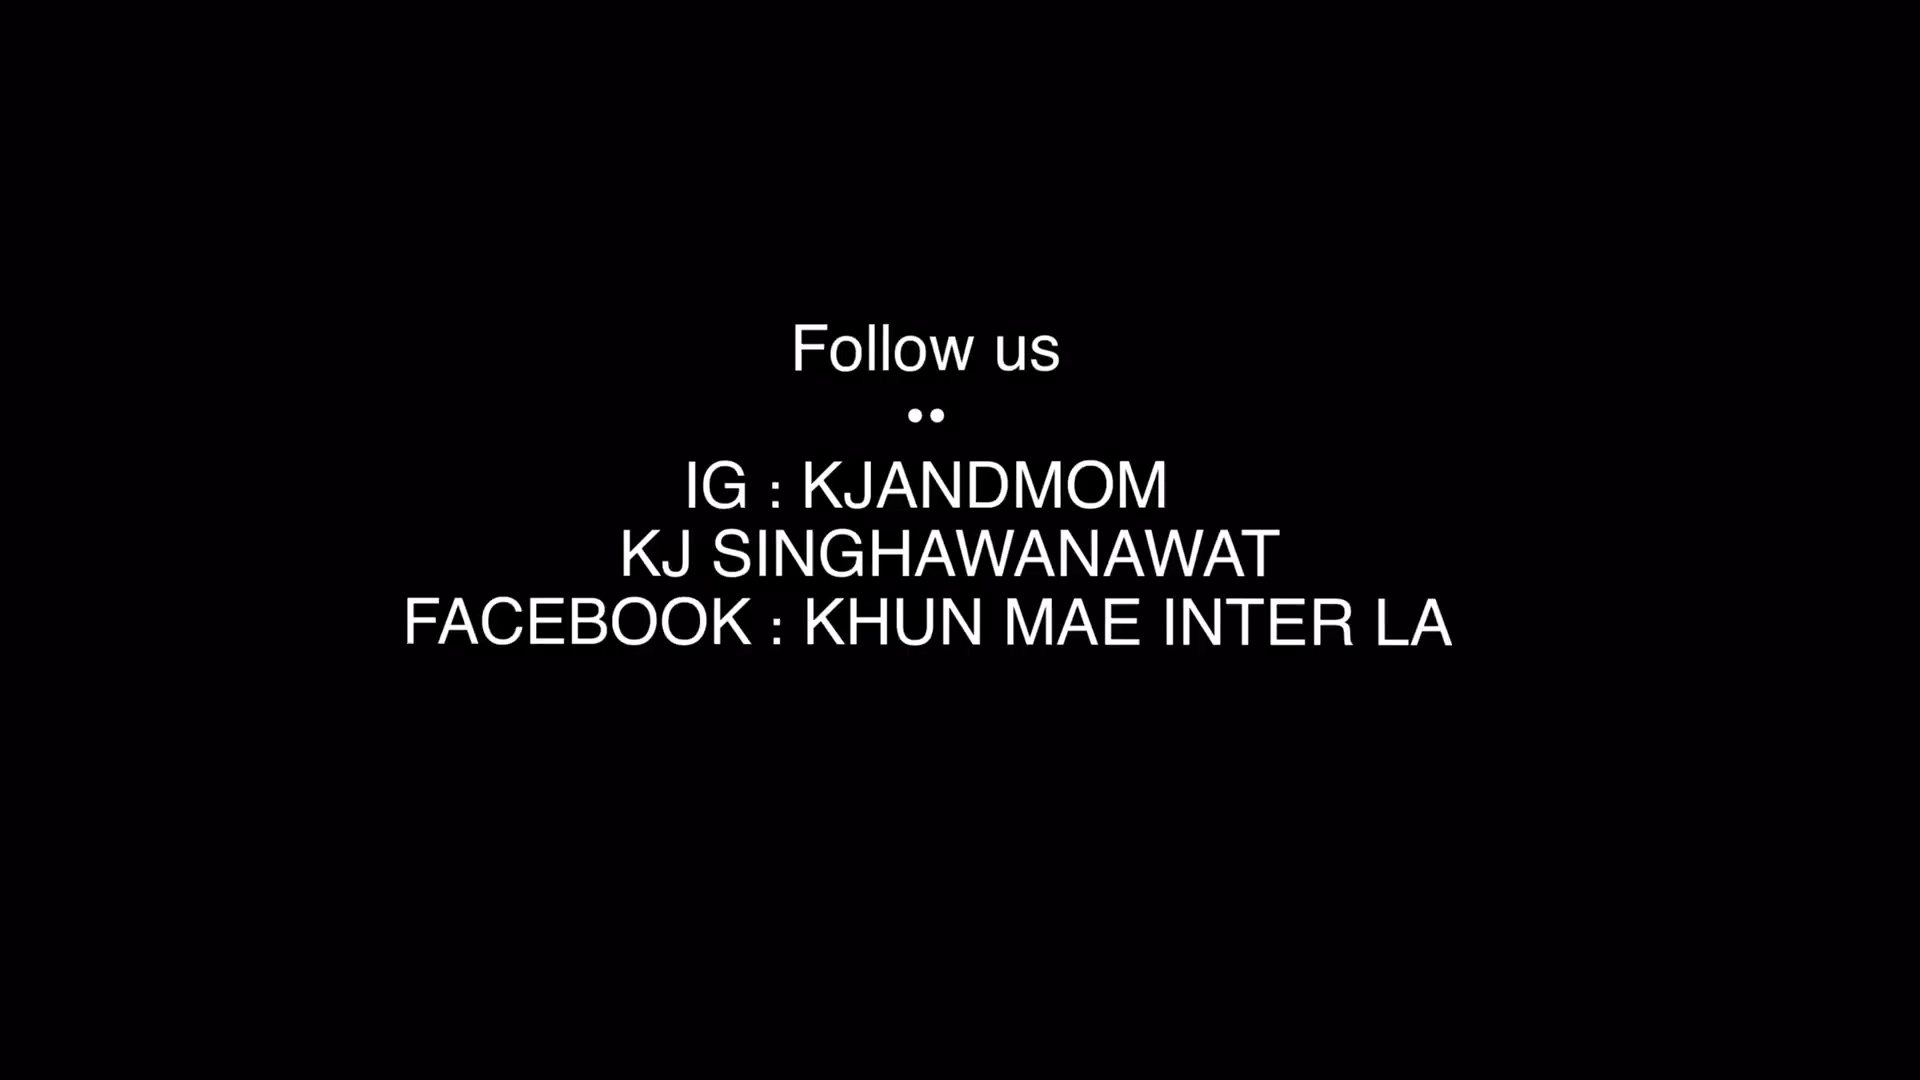 Follow us
••
IG : KJANDMOM
KJ SINGHAWANAWAT
FACEBOOK : KHUN MAE INTER LA